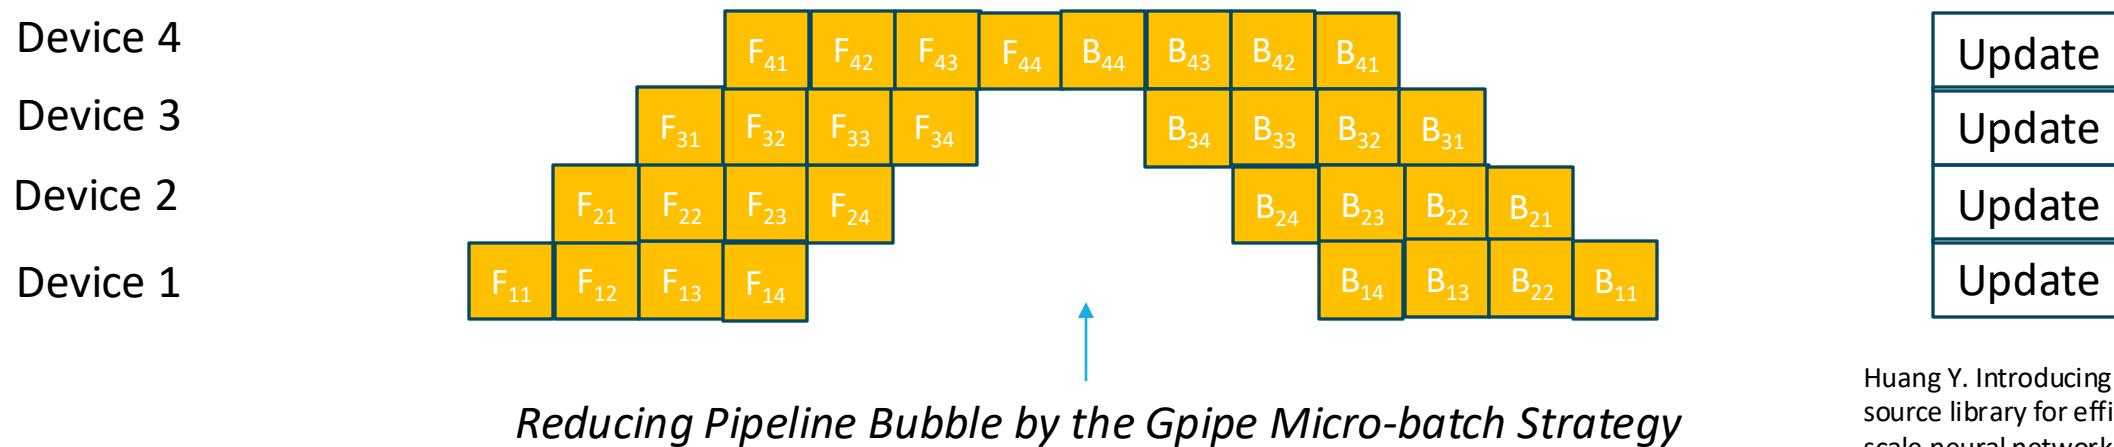 Device 4 F41 F42 F43 F44 B44 B43 B42 B41 Update
Device 3 F31 F32 F33 F34 B34 B33 B32 B31 Update
Device 2 F21 F22 F23 F24 B24 B23 B22 B21 Update
Device 1 F11 F12 F13 F14 B14 B13 B22 B11 Update
Reducing Pipeline Bubble by the Gpipe Micro-batch Strategy
Huang Y. Introducing
source library for effi
scale neural network